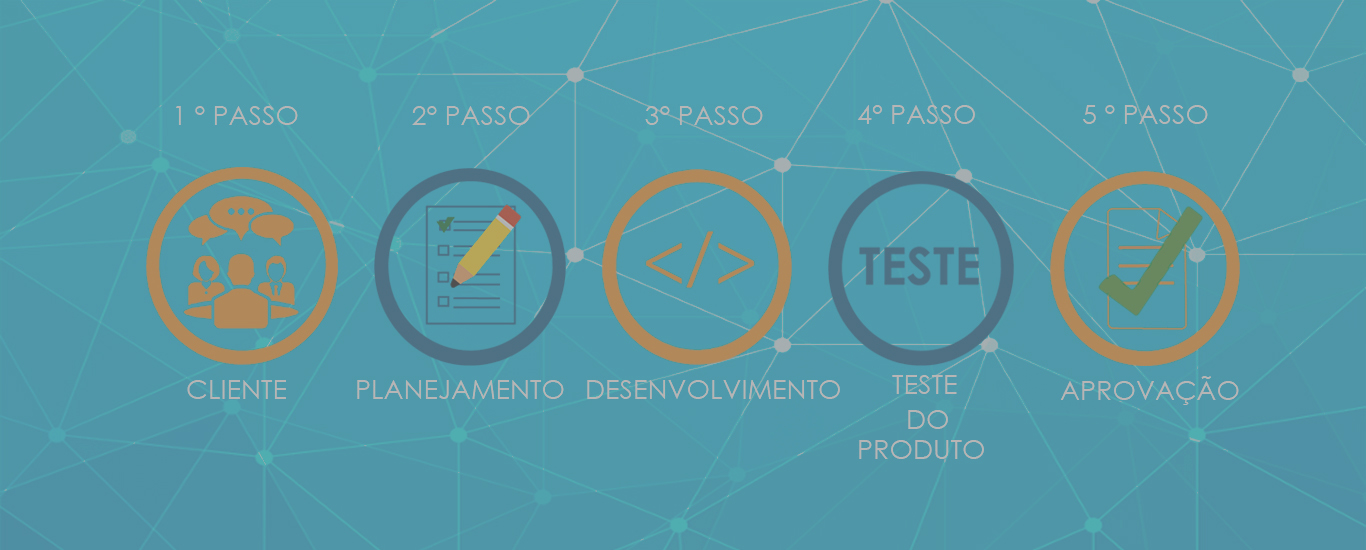 1 º PASSO
2º PASSO
3º PASSO
4º PASSO
5 º PASSO
</>
TESTE
CLIENTE
PLANEJAMENTO
DESENVOLVIMENTO
TESTE
DO
PRODUTO
APROVAÇÃO